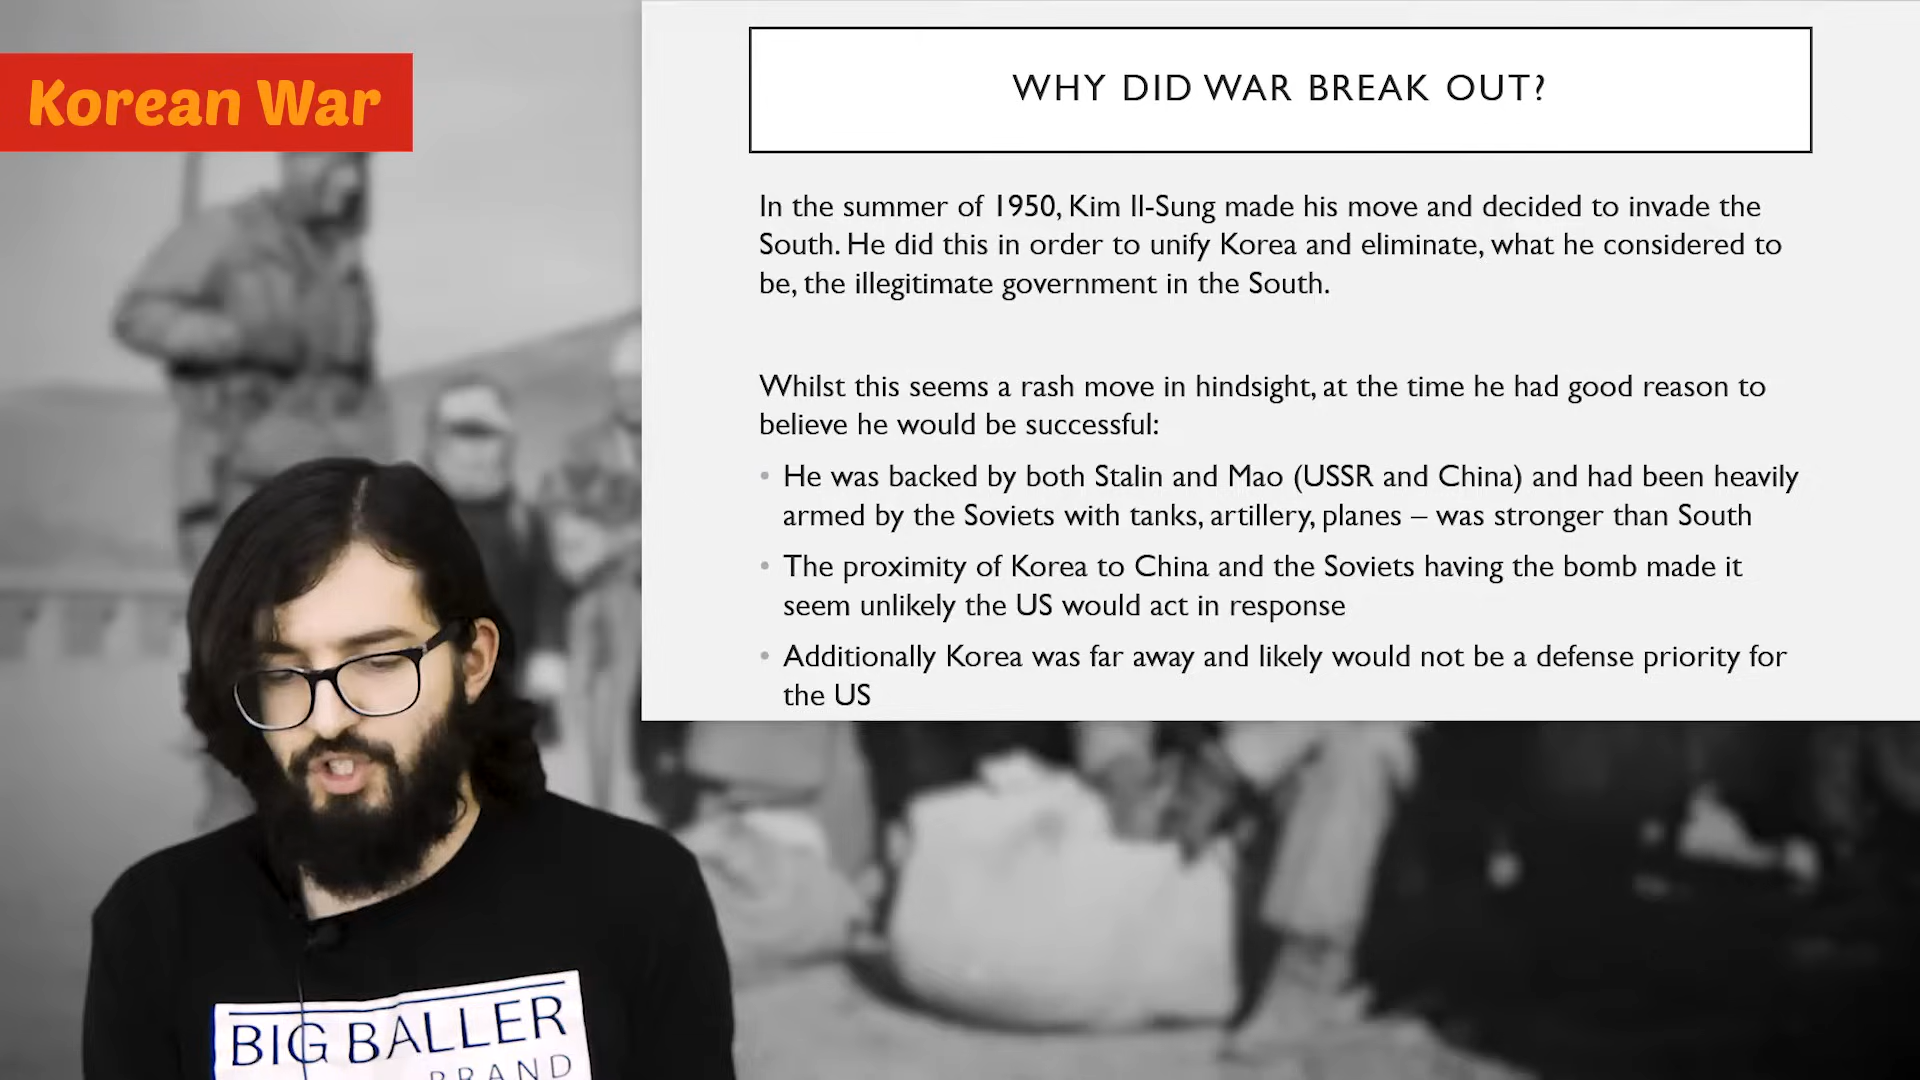 Korean War
WHY DID WAR BREAK OUT?
In the summer of 1950, Kim Il-Sung made his move and decided to invade the
South. He did this in order to unify Korea and eliminate, what he considered to
be, the illegitimate government in the South.
Whilst this seems a rash move in hindsight, at the time he had good reason to
believe he would be successful:
• He was backed by both Stalin and Mao (USSR and China) and had been heavily
armed by the Soviets with tanks, artillery, planes – was stronger than South
• The proximity of Korea to China and the Soviets having the bomb made it
seem unlikely the US would act in response
• Additionally Korea was far away and likely would not be a defense priority for
the US
BIG BALLER
BRAND